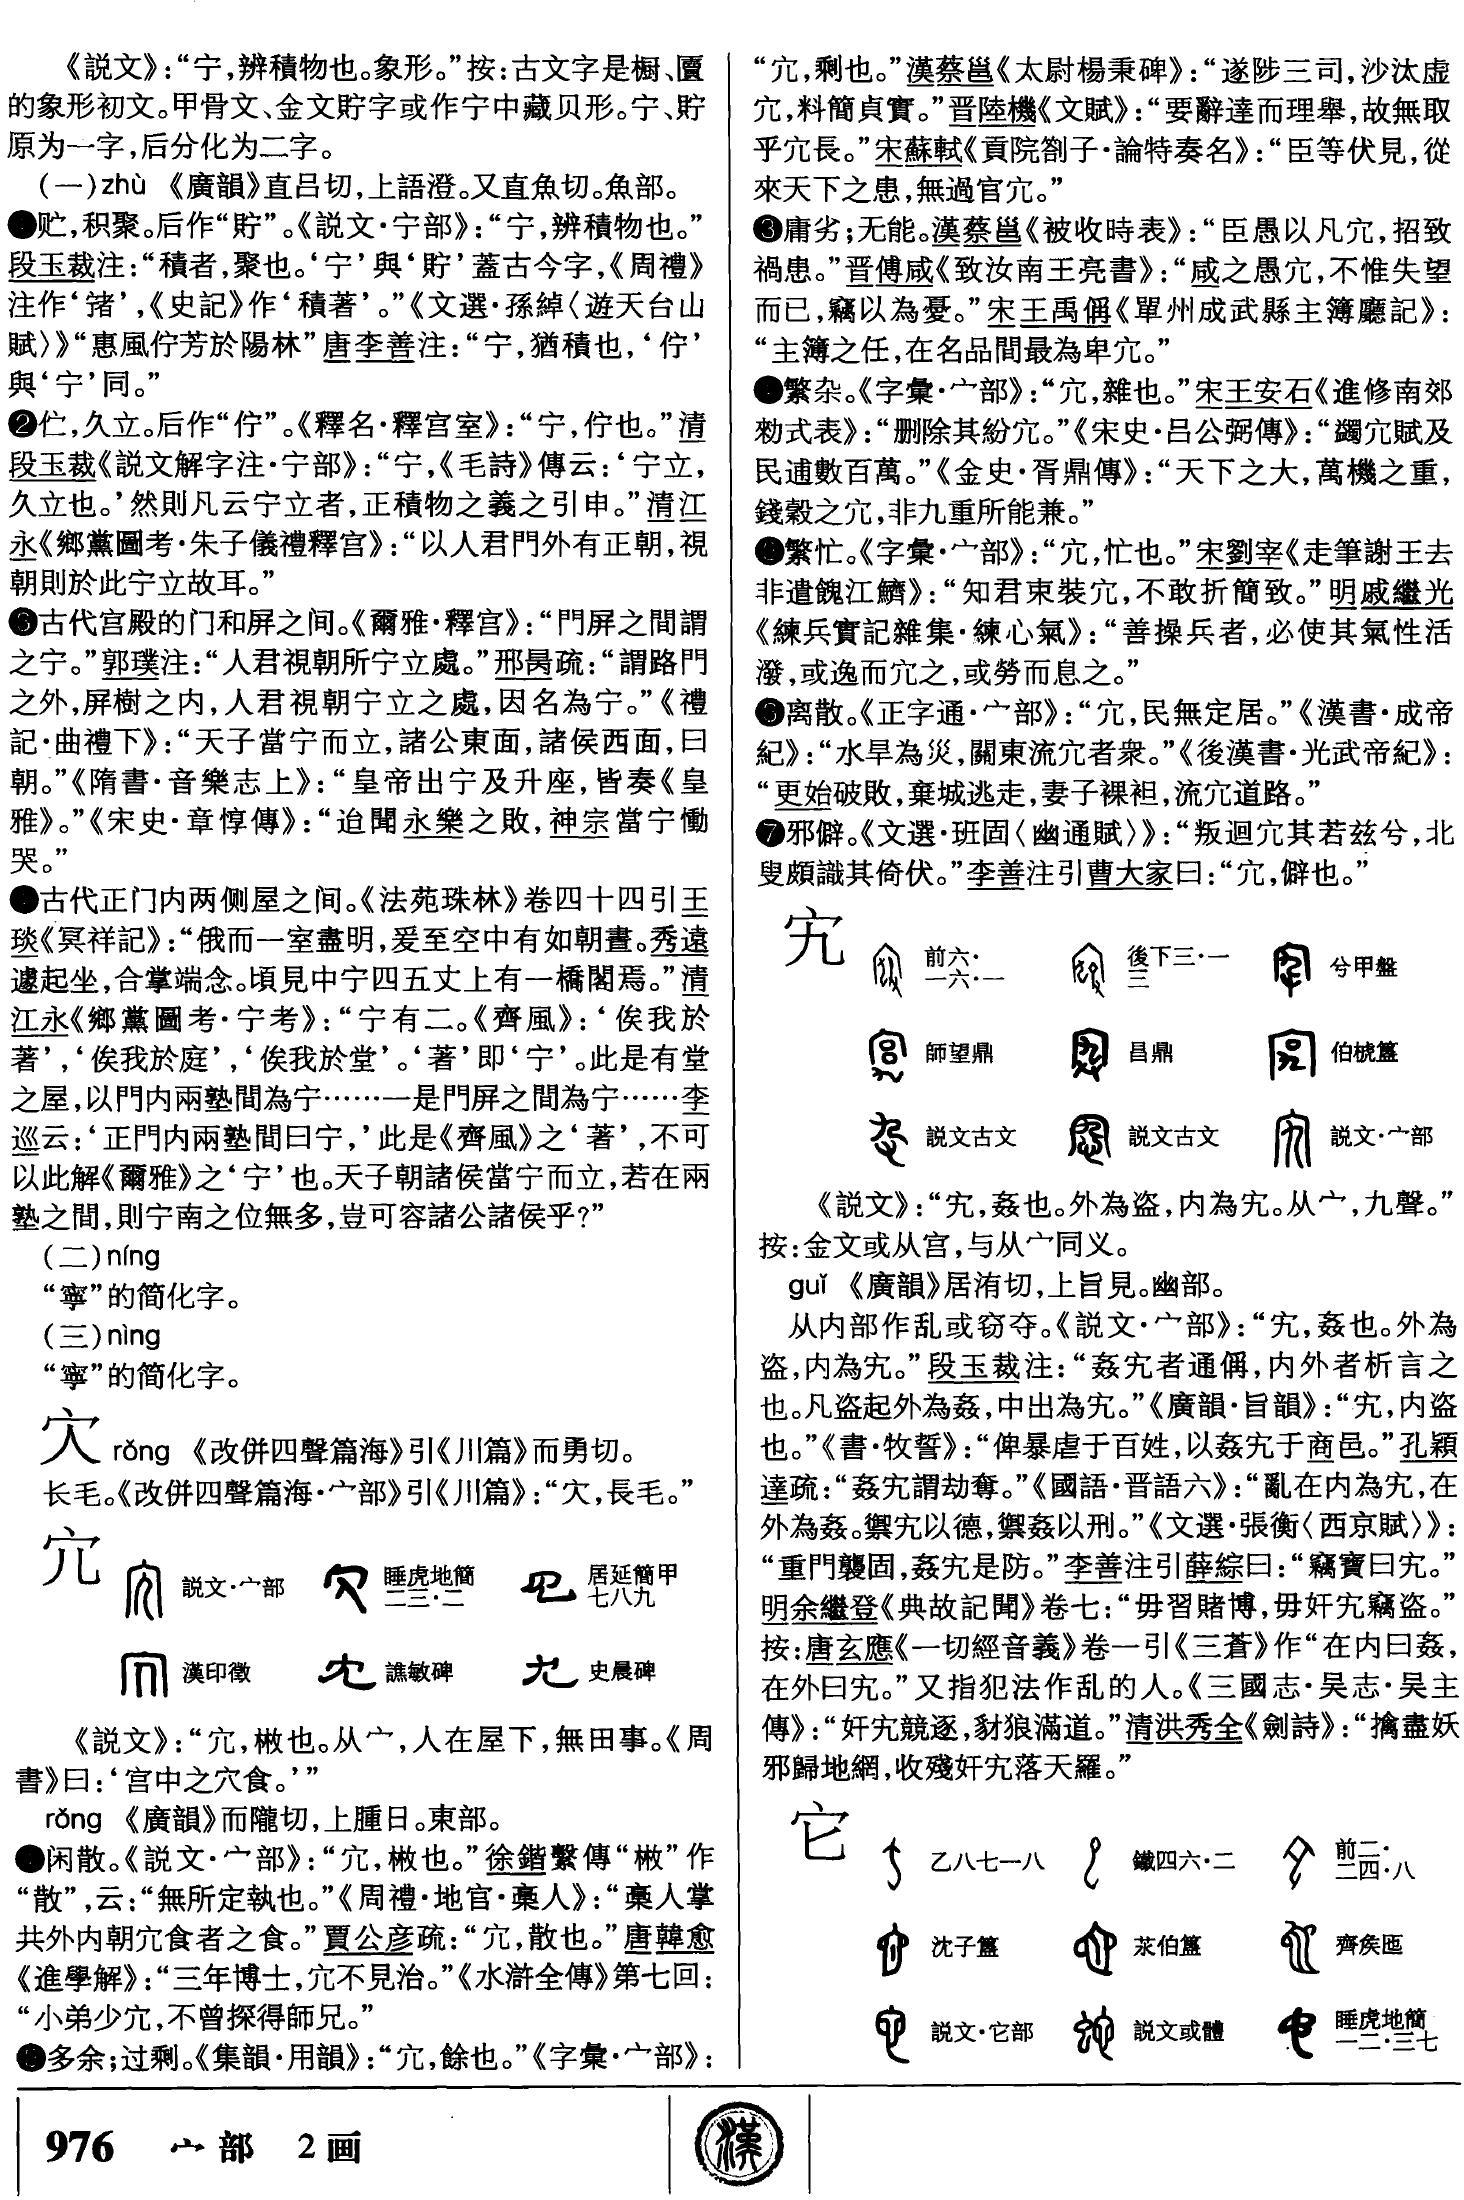 《説文》：“宁，辨積物也。象形。”按：古文字是橱、匵
的象形初文。甲骨文、金文貯字或作宁中藏贝形。宁、貯
原为一字，后分化为二字。
（一）zhù 《廣韻》直吕切，上語澄。又直魚切。魚部。
❶贮，积聚。后作“貯”。《説文·宁部》：“宁，辨積物也。”
段玉裁注：“積者，聚也。‘宁’與‘貯’蓋古今字，《周禮》
注作‘㣥’，《史記》作‘積著’。”《文選·孫綽〈遊天台山
賦〉》“惠風佇芳於陽林”唐李善注：“宁，猶積也，‘佇’
與‘宁’同。”
❷伫，久立。后作“佇”。《釋名·釋宫室》：“宁，佇也。”清
段玉裁《説文解字注·宁部》：“宁，《毛詩》傳云：‘宁立，
久立也。’然則凡云宁立者，正積物之義之引申。”清江
永《鄉黨圖考·朱子儀禮釋宫》：“以人君門外有正朝，視
朝則於此宁立故耳。”
❸古代宫殿的门和屏之间。《爾雅·釋宫》：“門屏之間謂
之宁。”郭璞注：“人君視朝所宁立處。”邢昺疏：“謂路門
之外，屏樹之内，人君視朝宁立之處，因名為宁。”《禮
記·曲禮下》：“天子當宁而立，諸公東面，諸侯西面，曰
朝。”《隋書·音樂志上》：“皇帝出宁及升座，皆奏《皇
雅》。”《宋史·章惇傳》：“迨聞永樂之敗，神宗當宁慟
哭。”
❹古代正门内两侧屋之间。《法苑珠林》卷四十四引王
琰《冥祥記》：“俄而一室盡明，爰至空中有如朝晝。秀遠
遽起坐，合掌端念。頃見中宁四五丈上有一橋閣焉。”清
江永《鄉黨圖考·宁考》：“宁有二。《齊風》：‘俟我於
著’，‘俟我於庭’，‘俟我於堂’。‘著’即‘宁’。此是有堂
之屋，以門内兩塾間為宁……一是門屏之間為宁……李
巡云：‘正門内兩塾間曰宁，’此是《齊風》之‘著’，不可
以此解《爾雅》之‘宁’也。天子朝諸侯當宁而立，若在兩
塾之間，則宁南之位無多，豈可容諸公諸侯乎？”
（二）níng
“寧”的简化字。
（三）nìng
“寧”的简化字。
㝐 rǒng 《改併四聲篇海》引《川篇》而勇切。
长毛。《改併四聲篇海·宀部》引《川篇》：“㝐，長毛。”
宂
説文·宀部 睡虎地簡二三·二 居延簡甲七八九
漢印徵 譙敏碑 史晨碑
《説文》：“宂，㪔也。从宀，人在屋下，無田事。《周
書》曰：‘宫中之宂食。’”
rǒng 《廣韻》而隴切，上腫日。東部。
❶闲散。《説文·宀部》：“宂，㪔也。”徐鍇繫傳“㪔”作
“散”，云：“無所定執也。”《周禮·地官·槀人》：“槀人掌
共外内朝宂食者之食。”賈公彦疏：“宂，散也。”唐韓愈
《進學解》：“三年博士，宂不見治。”《水滸全傳》第七回：
“小弟少宂，不曾探得師兄。”
❷多余；过剩。《集韻·用韻》：“宂，餘也。”《字彙·宀部》：
“宂，剩也。”漢蔡邕《太尉楊秉碑》：“遂陟三司，沙汰虚
宂，料簡貞實。”晋陸機《文賦》：“要辭達而理舉，故無取
乎宂長。”宋蘇軾《貢院劄子·論特奏名》：“臣等伏見，從
來天下之患，無過官宂。”
❸庸劣；无能。漢蔡邕《被收時表》：“臣愚以凡宂，招致
禍患。”晋傅咸《致汝南王亮書》：“咸之愚宂，不惟失望
而已，竊以為憂。”宋王禹偁《單州成武縣主簿廳記》：
“主簿之任，在名品間最為卑宂。”
❹繁杂。《字彙·宀部》：“宂，雜也。”宋王安石《進修南郊
勑式表》：“删除其紛宂。”《宋史·吕公弼傳》：“蠲宂賦及
民逋數百萬。”《金史·胥鼎傳》：“天下之大，萬機之重，
錢穀之宂，非九重所能兼。”
❺繁忙。《字彙·宀部》：“宂，忙也。”宋劉宰《走筆謝王去
非遣餽江鱭》：“知君束裝宂，不敢折簡致。”明戚繼光
《練兵實記雜集·練心氣》：“善操兵者，必使其氣性活
潑，或逸而宂之，或勞而息之。”
❻离散。《正字通·宀部》：“宂，民無定居。”《漢書·成帝
紀》：“水旱為災，關東流宂者衆。”《後漢書·光武帝紀》：
“更始破敗，棄城逃走，妻子裸袒，流宂道路。”
❼邪僻。《文選·班固〈幽通賦〉》：“叛迴宂其若兹兮，北
叟頗識其倚伏。”李善注引曹大家曰：“宂，僻也。”
宄
前六·一六·一 後下三·一三 兮甲盤
師望鼎 昌鼎 伯椃簋
説文古文 説文古文 説文·宀部
《説文》：“宄，姦也。外為盗，内為宄。从宀，九聲。”
按：金文或从宫，与从宀同义。
guǐ 《廣韻》居洧切，上旨見。幽部。
从内部作乱或窃夺。《説文·宀部》：“宄，姦也。外為
盗，内為宄。”段玉裁注：“姦宄者通偁，内外者析言之
也。凡盗起外為姦，中出為宄。”《廣韻·旨韻》：“宄，内盗
也。”《書·牧誓》：“俾暴虐于百姓，以姦宄于商邑。”孔穎
達疏：“姦宄謂劫奪。”《國語·晋語六》：“亂在内為宄，在
外為姦。禦宄以德，禦姦以刑。”《文選·張衡〈西京賦〉》：
“重門襲固，姦宄是防。”李善注引薛綜曰：“竊寶曰宄。”
明余繼登《典故記聞》卷七：“毋習賭博，毋奸宄竊盗。”
按：唐玄應《一切經音義》卷一引《三蒼》作“在内曰姦，
在外曰宄。”又指犯法作乱的人。《三國志·吴志·吴主
傳》：“奸宄競逐，豺狼滿道。”清洪秀全《劍詩》：“擒盡妖
邪歸地網，收殘奸宄落天羅。”
它
乙八七一八 鐵四六·二 前二·二四·八
沈子簋 㒸伯簋 齊矦匜
説文·它部 説文或體 睡虎地簡一二·三七
976 宀部 2画
漢